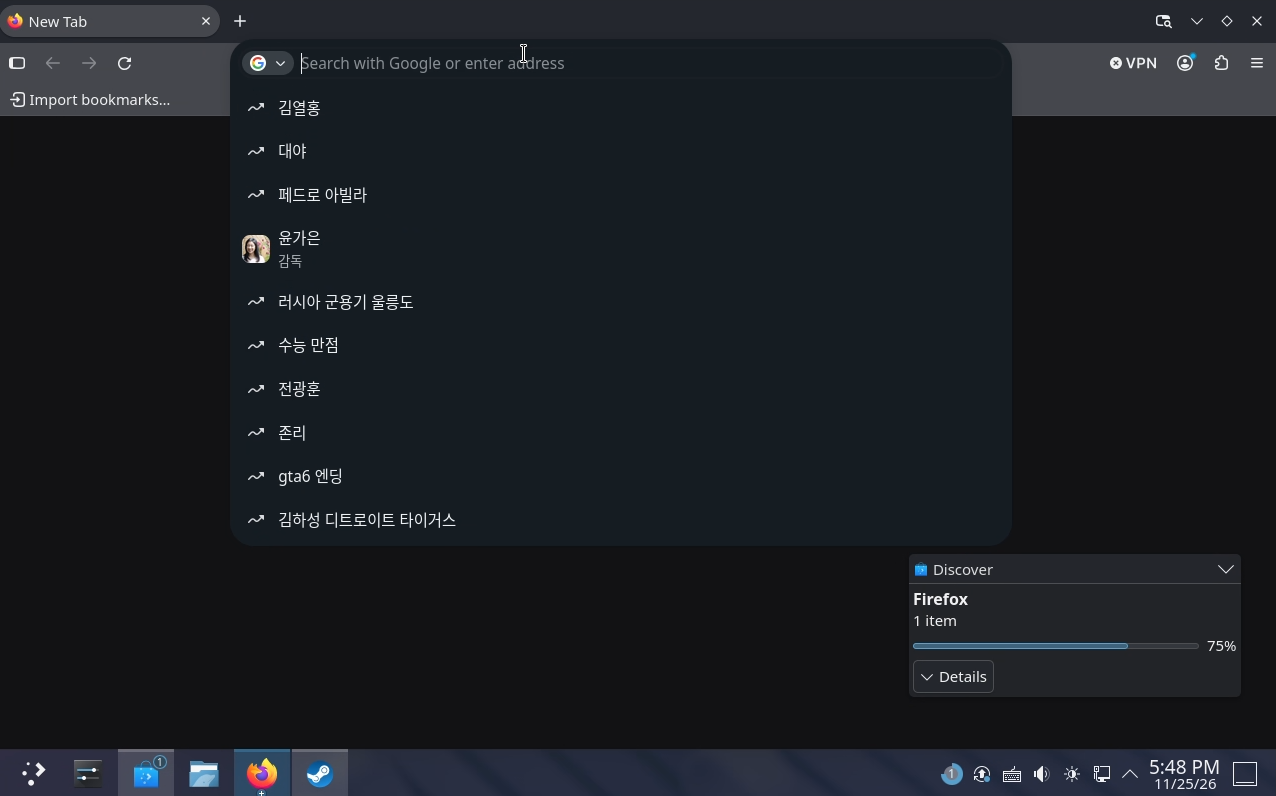 New Tab
Search with Google or enter address
VPN
Import bookmarks...
김열홍
대야
페드로 아빌라
윤가은
감독
러시아 군용기 울릉도
수능 만점
전광훈
존리
gta6 엔딩
김하성 디트로이트 타이거스
Discover
Firefox
1 item
75%
Details
1
1
5:48 PM
11/25/26